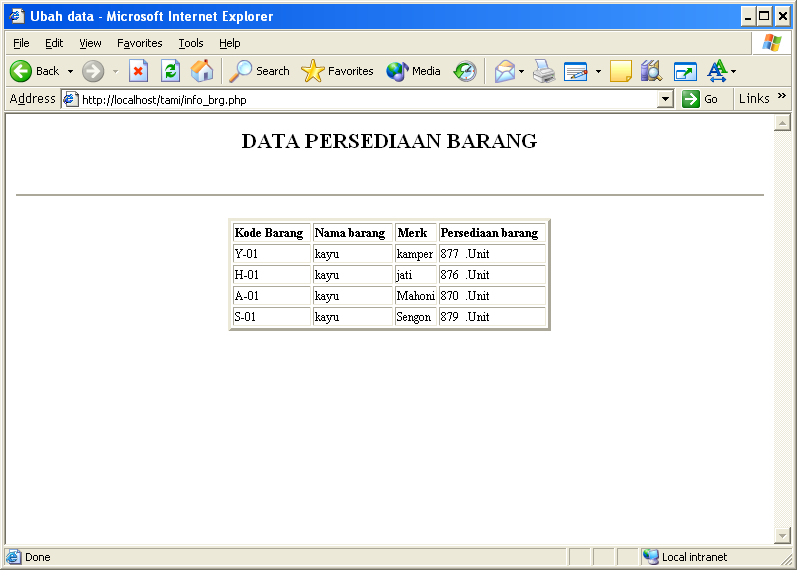 Ubah data - Microsoft Internet Explorer
File Edit View Favorites Tools Help
Back Search Favorites Media
Address http://localhost/tami/info_brg.php Go Links »
DATA PERSEDIAAN BARANG
Kode Barang Nama barang Merk Persediaan barang
Y-01 kayu kamper 877 .Unit
H-01 kayu jati 876 .Unit
A-01 kayu Mahoni 870 .Unit
S-01 kayu Sengon 879 .Unit
Done Local intranet